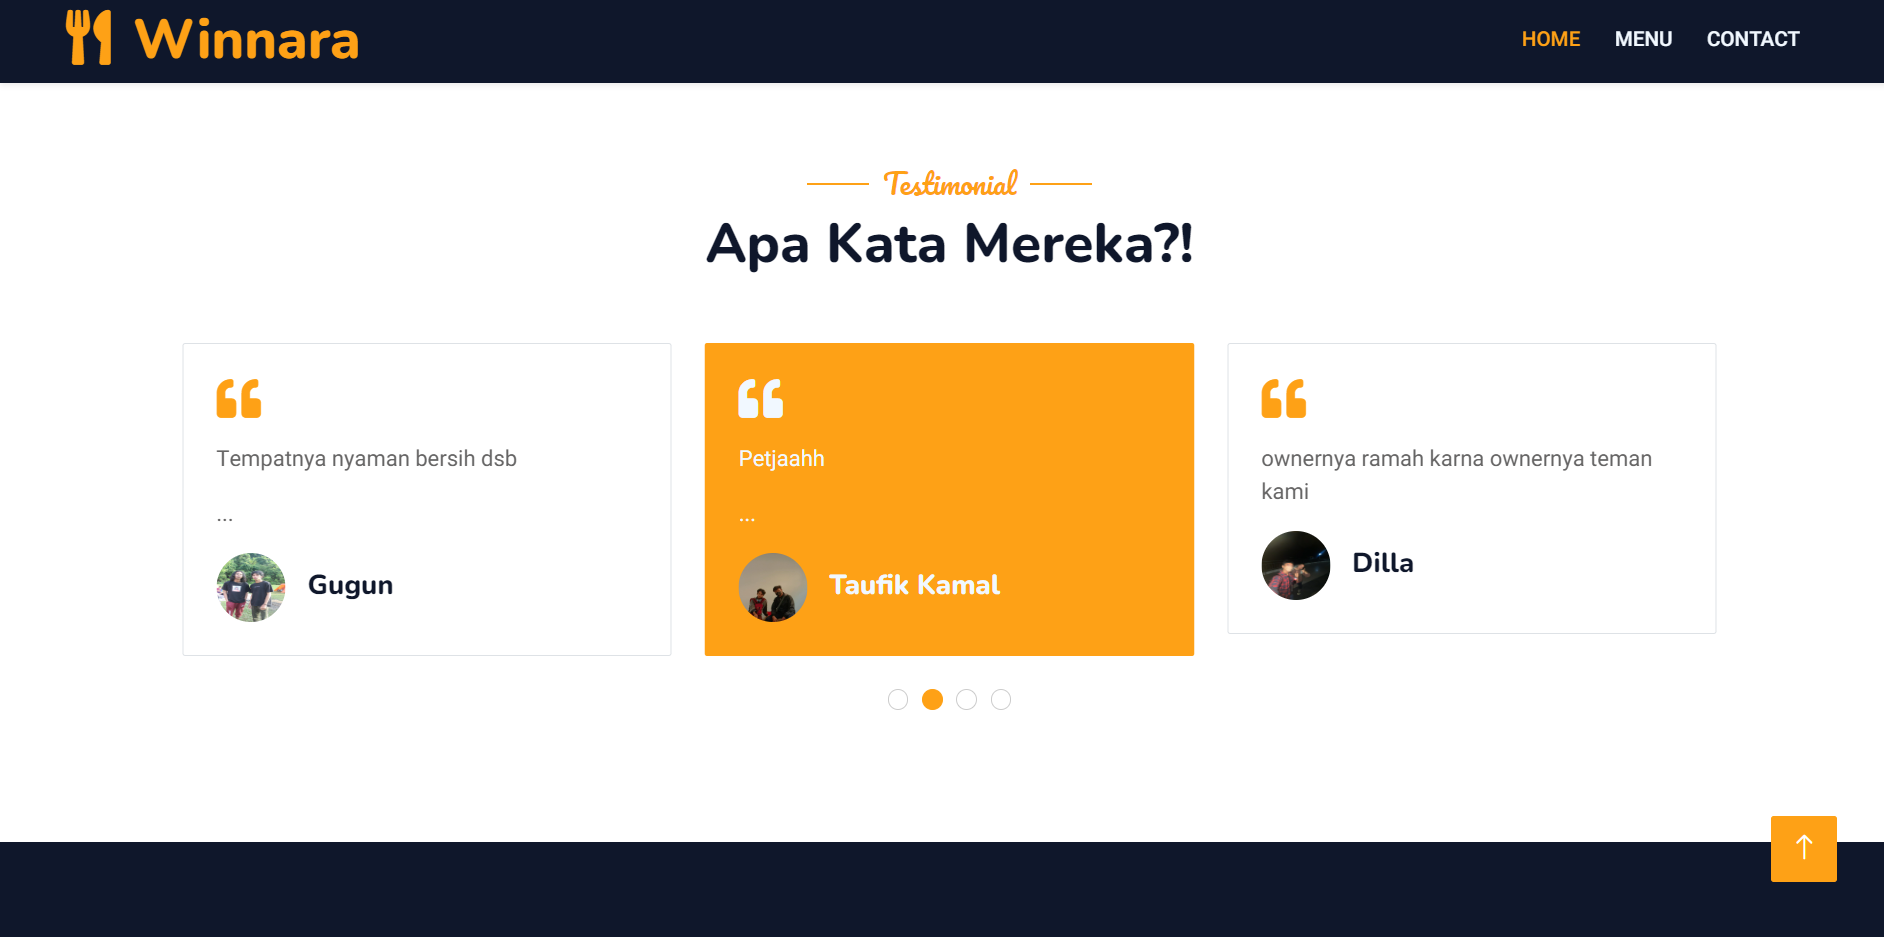 Winnara
HOME MENU CONTACT
Testimonial
Apa Kata Mereka?!
Tempatnya nyaman bersih dsb
...
Gugun
Petjaahh
...
Taufik Kamal
ownernya ramah karna ownernya teman
kami
Dilla